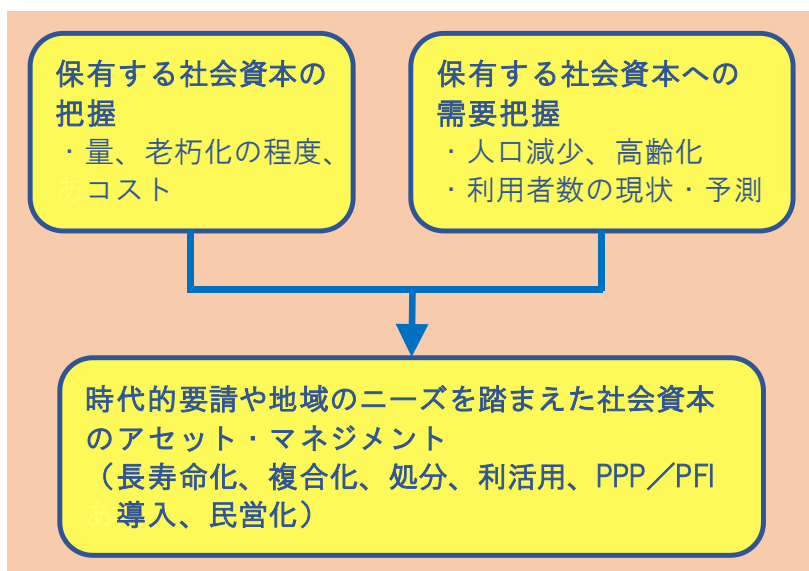 保有する社会資本の
把握
・量、老朽化の程度、
あコスト
保有する社会資本への
需要把握
・人口減少、高齢化
・利用者数の現状・予測
時代的要請や地域のニーズを踏まえた社会資本
のアセット・マネジメント
（長寿命化、複合化、処分、利活用、PPP／PFI
あ導入、民営化）